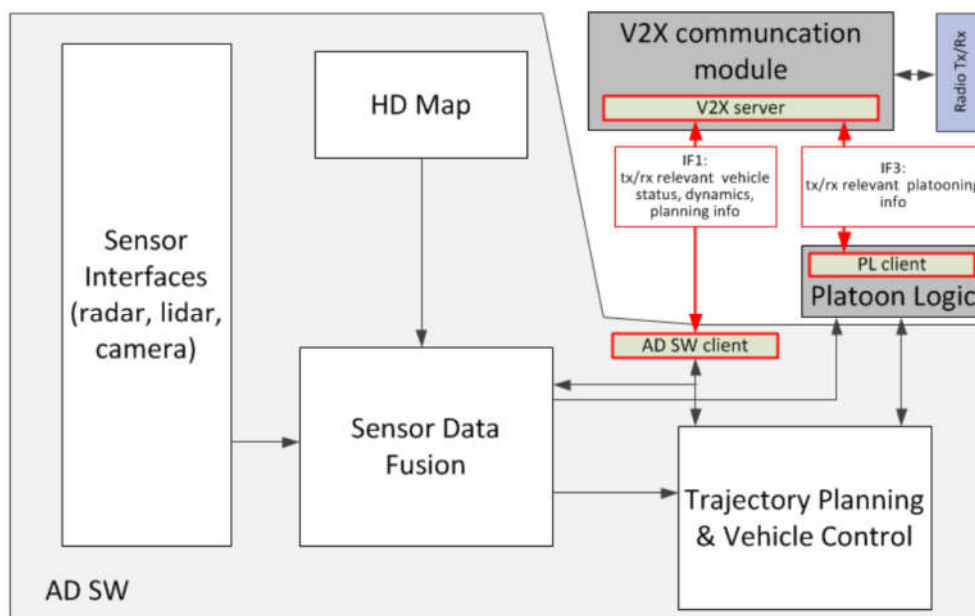 V2X communcation
module
V2X server
Radio Tx/Rx
HD Map
IF1:
tx/rx relevant vehicle
status, dynamics,
planning info
IF3:
tx/rx relevant platooning
info
Sensor
Interfaces
(radar, lidar,
camera)
PL client
Platoon Logic
AD SW client
Sensor Data
Fusion
Trajectory Planning
& Vehicle Control
AD SW